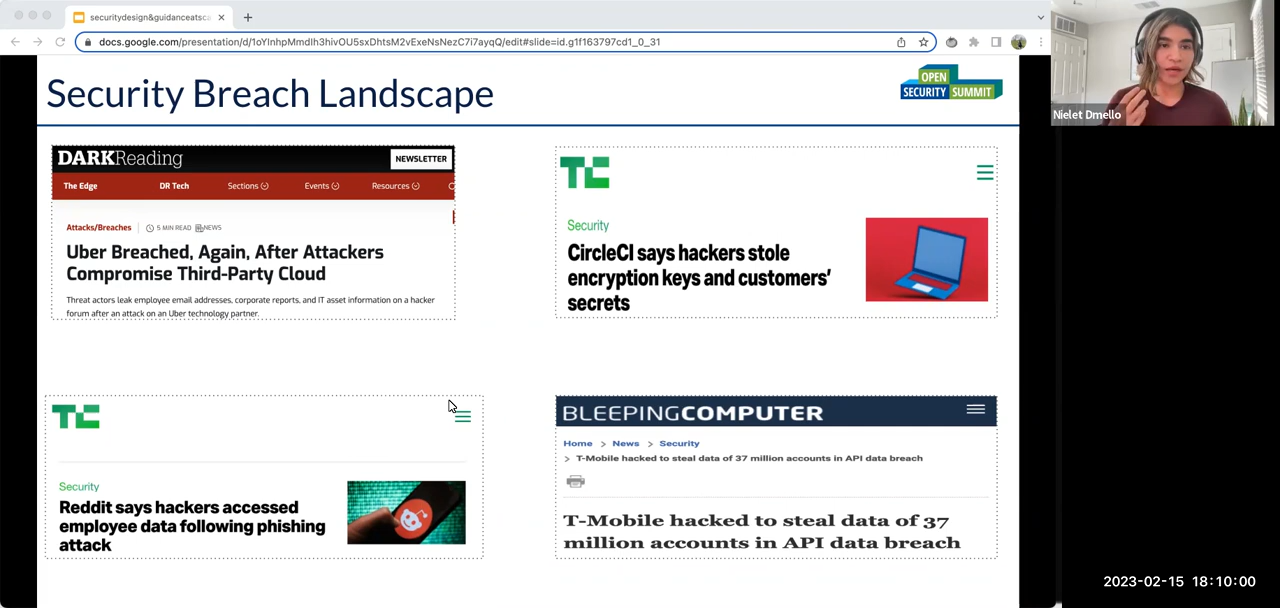 securitydesign&guidanceatsca
docs.google.com/presentation/d/1oYlnhpMmdIh3hivOU5sxDhtsM2vExeNsNezC7i7ayqQ/edit#slide=id.g1f163797cd1_0_31
Security Breach Landscape
OPEN
SECURITY SUMMIT
Nielet Dmello
DARKReading
NEWSLETTER
The Edge DR Tech Sections Events Resources
Attacks/Breaches 5 MIN READ NEWS
Uber Breached, Again, After Attackers
Compromise Third-Party Cloud
Threat actors leak employee email addresses, corporate reports, and IT asset information on a hacker
forum after an attack on an Uber technology partner.
TC
Security
CircleCI says hackers stole
encryption keys and customers'
secrets
TC
Security
Reddit says hackers accessed
employee data following phishing
attack
BLEEPINGCOMPUTER
Home > News > Security
> T-Mobile hacked to steal data of 37 million accounts in API data breach
T-Mobile hacked to steal data of 37
million accounts in API data breach
2023-02-15 18:10:00